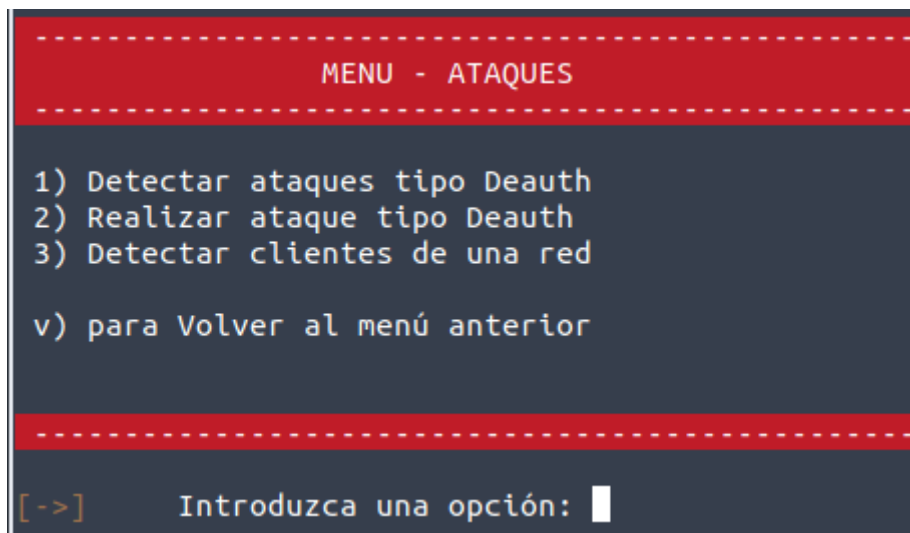 MENU - ATAQUES
1) Detectar ataques tipo Deauth
2) Realizar ataque tipo Deauth
3) Detectar clientes de una red
v) para Volver al menú anterior
[->] Introduzca una opción: